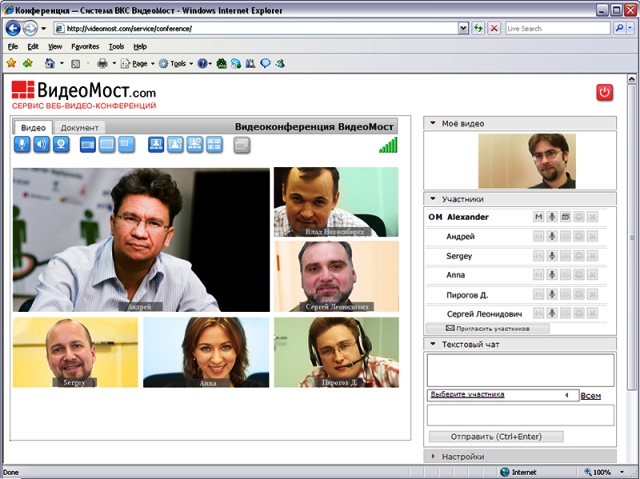 Конференция — Система ВКС ВидеоМост - Windows Internet Explorer
http://videomost.com/service/conference/
Live Search
File Edit View Favorites Tools Help
Page Tools
ВидеоМост.com
СЕРВИС ВЕБ-ВИДЕО-КОНФЕРЕНЦИЙ
Видео Документ Видеоконференция ВидеоМост
Андрей
Влад Новосибирск
Сергей Леонидович
Sergey
Anna
Пирогов Д.
Моё видео
Участники
OM Alexander
Андрей
Sergey
Anna
Пирогов Д.
Сергей Леонидович
Пригласить участников
Текстовый чат
Выберите участника Всем
Отправить (Ctrl+Enter)
Настройки
Done Internet 100%